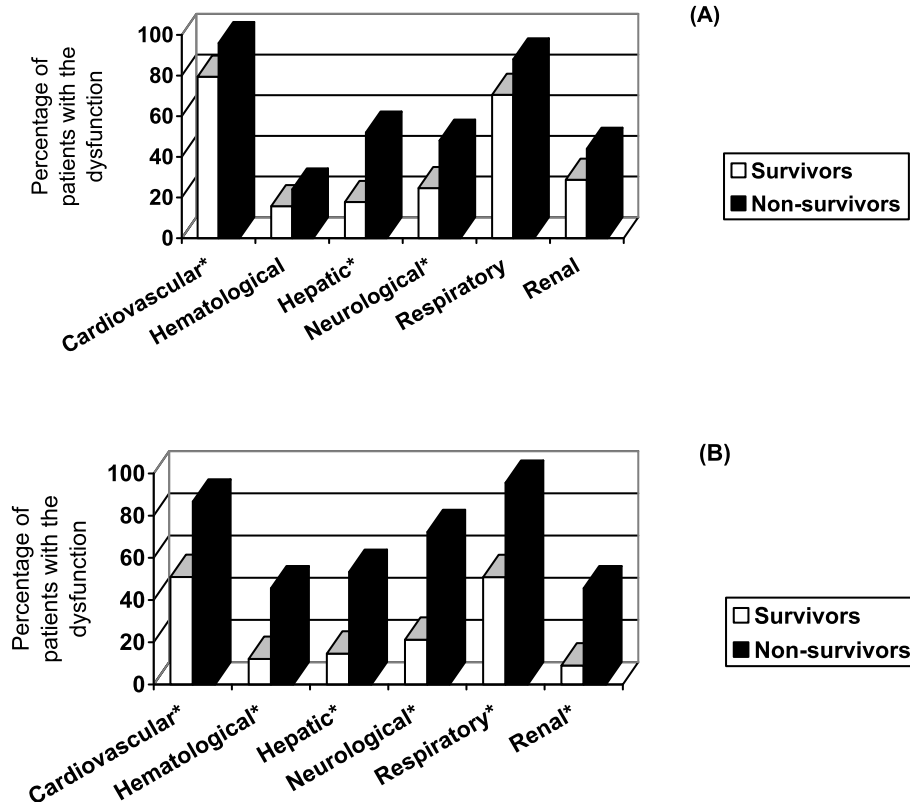 (A)
Percentage of
patients with the
dysfunction
100
80
60
40
20
0
Cardiovascular*
Hematological
Hepatic*
Neurological*
Respiratory
Renal
Survivors
Non-survivors
(B)
Percentage of
patients with the
dysfunction
100
80
60
40
20
0
Cardiovascular*
Hematological*
Hepatic*
Neurological*
Respiratory*
Renal*
Survivors
Non-survivors